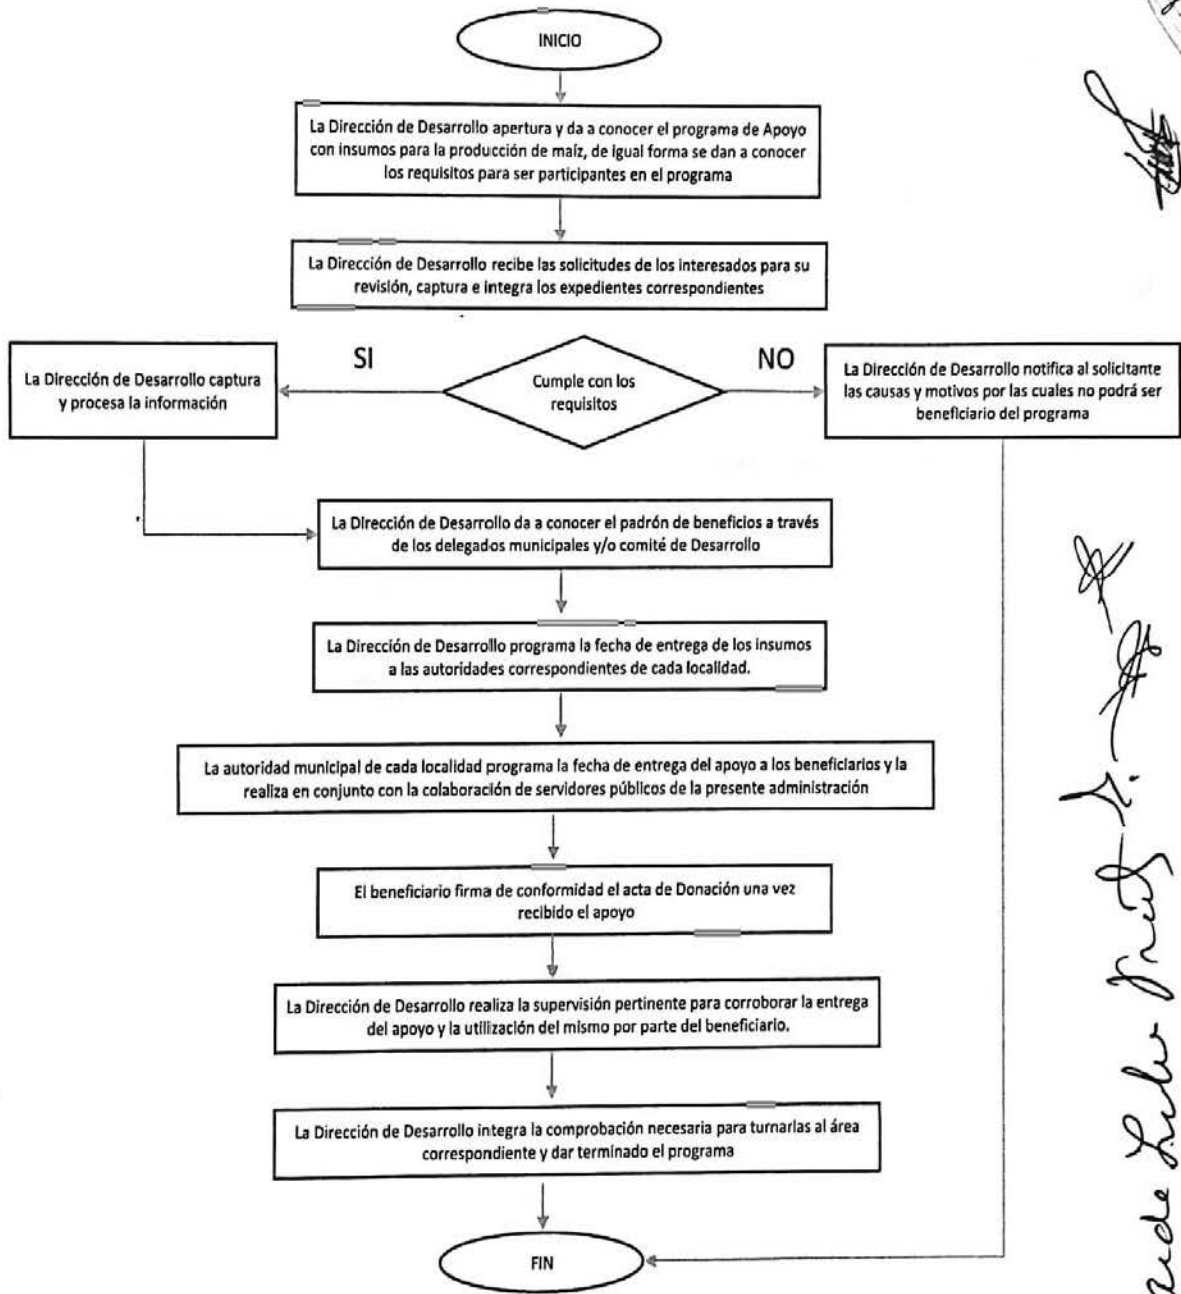 INICIO
La Dirección de Desarrollo apertura y da a conocer el programa de Apoyo
con insumos para la producción de maíz, de igual forma se dan a conocer
los requisitos para ser participantes en el programa
La Dirección de Desarrollo recibe las solicitudes de los interesados para su
revisión, captura e integra los expedientes correspondientes
SI
NO
La Dirección de Desarrollo captura
y procesa la información
Cumple con los
requisitos
La Dirección de Desarrollo notifica al solicitante
las causas y motivos por las cuales no podrá ser
beneficiario del programa
La Dirección de Desarrollo da a conocer el padrón de beneficios a través
de los delegados municipales y/o comité de Desarrollo
La Dirección de Desarrollo programa la fecha de entrega de los insumos
a las autoridades correspondientes de cada localidad.
La autoridad municipal de cada localidad programa la fecha de entrega del apoyo a los beneficiarios y la
realiza en conjunto con la colaboración de servidores públicos de la presente administración
El beneficiario firma de conformidad el acta de Donación una vez
recibido el apoyo
La Dirección de Desarrollo realiza la supervisión pertinente para corroborar la entrega
del apoyo y la utilización del mismo por parte del beneficiario.
La Dirección de Desarrollo integra la comprobación necesaria para turnarlas al área
correspondiente y dar terminado el programa
FIN